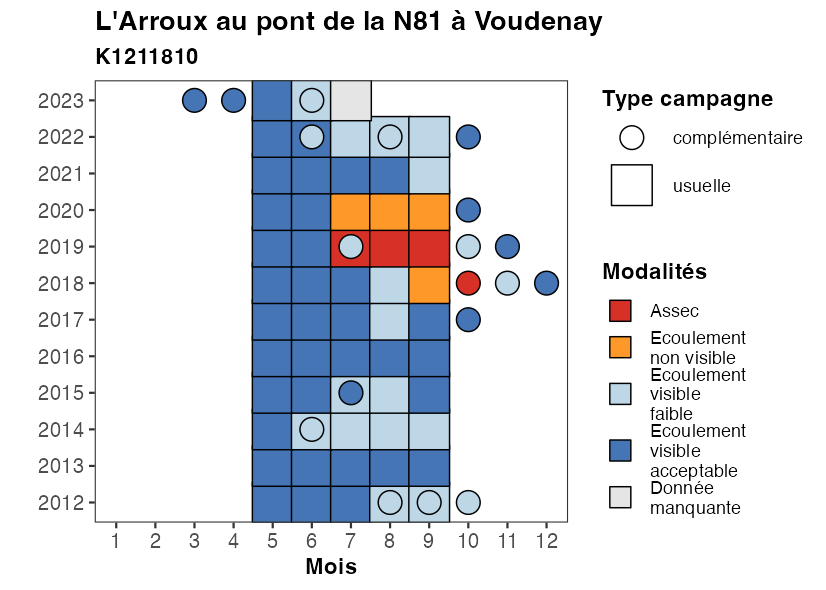 L'Arroux au pont de la N81 à Voudenay
K1211810
2023
2022
2021
2020
2019
2018
2017
2016
2015
2014
2013
2012
1 2 3 4 5 6 7 8 9 10 11 12
Mois
Type campagne
complémentaire
usuelle
Modalités
Assec
Ecoulement
non visible
Ecoulement
visible
faible
Ecoulement
visible
acceptable
Donnée
manquante